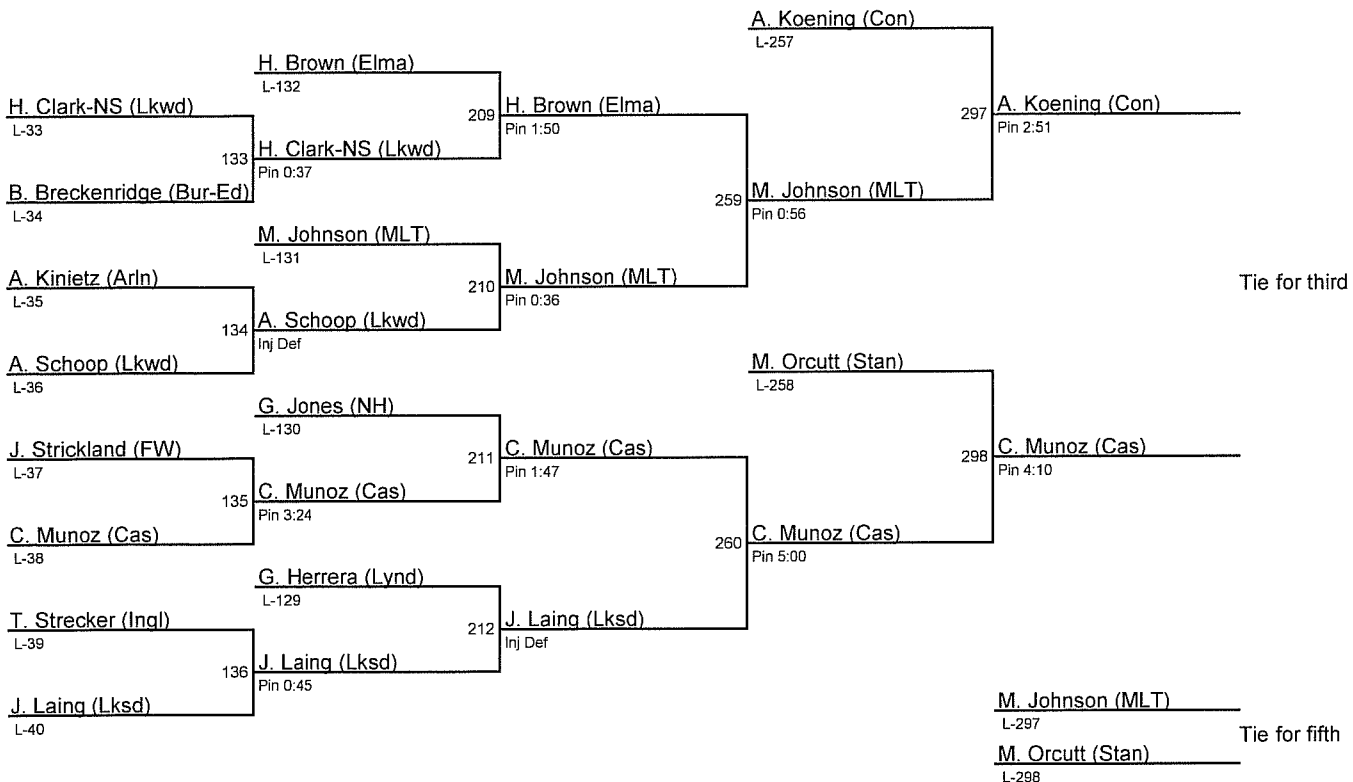 A. Koening (Con)
L-257
H. Brown (Elma)
L-132
H. Clark-NS (Lkwd)
L-33
209
H. Brown (Elma)
Pin 1:50
297
A. Koening (Con)
Pin 2:51
133
H. Clark-NS (Lkwd)
Pin 0:37
B. Breckenridge (Bur-Ed)
L-34
259
M. Johnson (MLT)
Pin 0:56
M. Johnson (MLT)
L-131
A. Kinietz (Arln)
L-35
210
M. Johnson (MLT)
Pin 0:36
Tie for third
134
A. Schoop (Lkwd)
Inj Def
A. Schoop (Lkwd)
L-36
M. Orcutt (Stan)
L-258
G. Jones (NH)
L-130
J. Strickland (FW)
L-37
211
C. Munoz (Cas)
Pin 1:47
298
C. Munoz (Cas)
Pin 4:10
135
C. Munoz (Cas)
Pin 3:24
C. Munoz (Cas)
L-38
260
C. Munoz (Cas)
Pin 5:00
G. Herrera (Lynd)
L-129
T. Strecker (Ingl)
L-39
212
J. Laing (Lksd)
Inj Def
136
J. Laing (Lksd)
Pin 0:45
J. Laing (Lksd)
L-40
M. Johnson (MLT)
L-297
Tie for fifth
M. Orcutt (Stan)
L-298